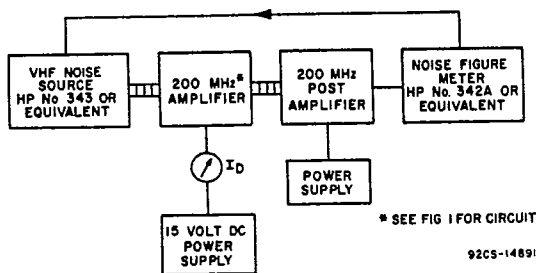 VHF NOISE
SOURCE
HP No 343 OR
EQUIVALENT
200 MHz*
AMPLIFIER
200 MHz
POST
AMPLIFIER
NOISE FIGURE
METER
HP No. 342A OR
EQUIVALENT
ID
POWER
SUPPLY
15 VOLT DC
POWER
SUPPLY
* SEE FIG 1 FOR CIRCUIT
92CS-14891